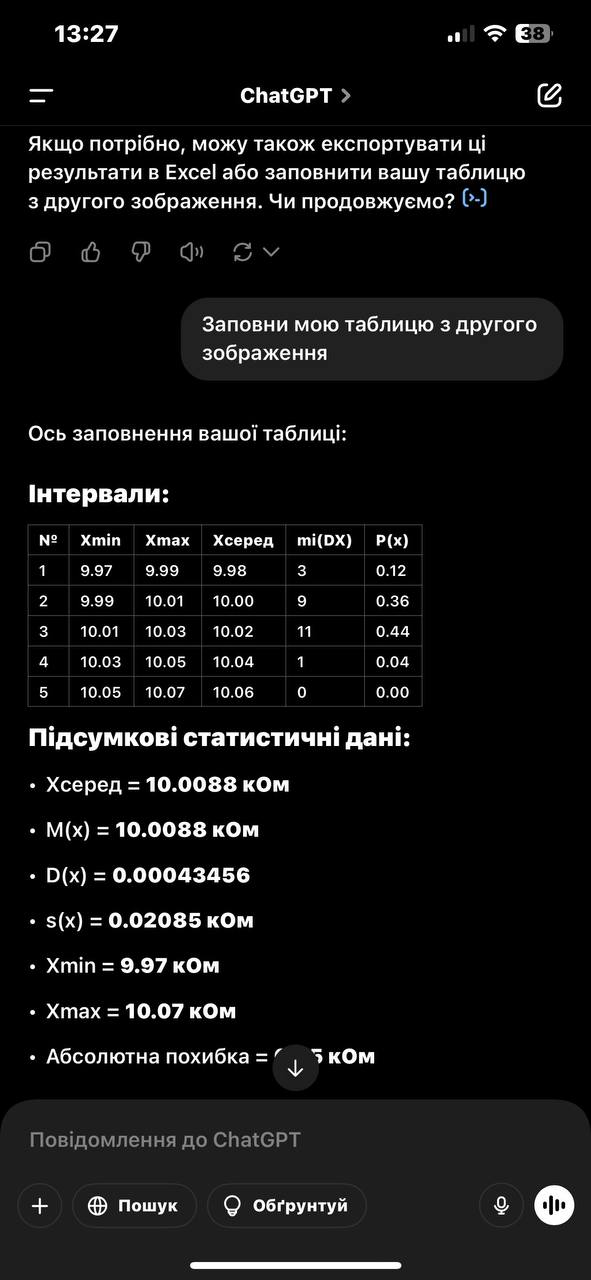 13:27
38
ChatGPT >
Якщо потрібно, можу також експортувати ці
результати в Excel або заповнити вашу таблицю
з другого зображення. Чи продовжуємо? [>-]
Заповни мою таблицю з другого
зображення
Ось заповнення вашої таблиці:
Інтервали:
№ Xmin Xmax Xсеред mi(DX) P(x)
1 9.97 9.99 9.98 3 0.12
2 9.99 10.01 10.00 9 0.36
3 10.01 10.03 10.02 11 0.44
4 10.03 10.05 10.04 1 0.04
5 10.05 10.07 10.06 0 0.00
Підсумкові статистичні дані:
• Xсеред = 10.0088 кОм
• M(x) = 10.0088 кОм
• D(x) = 0.00043456
• s(x) = 0.02085 кОм
• Xmin = 9.97 кОм
• Xmax = 10.07 кОм
• Абсолютна похибка = кОм
Повідомлення до ChatGPT
Пошук
Обґрунтуй